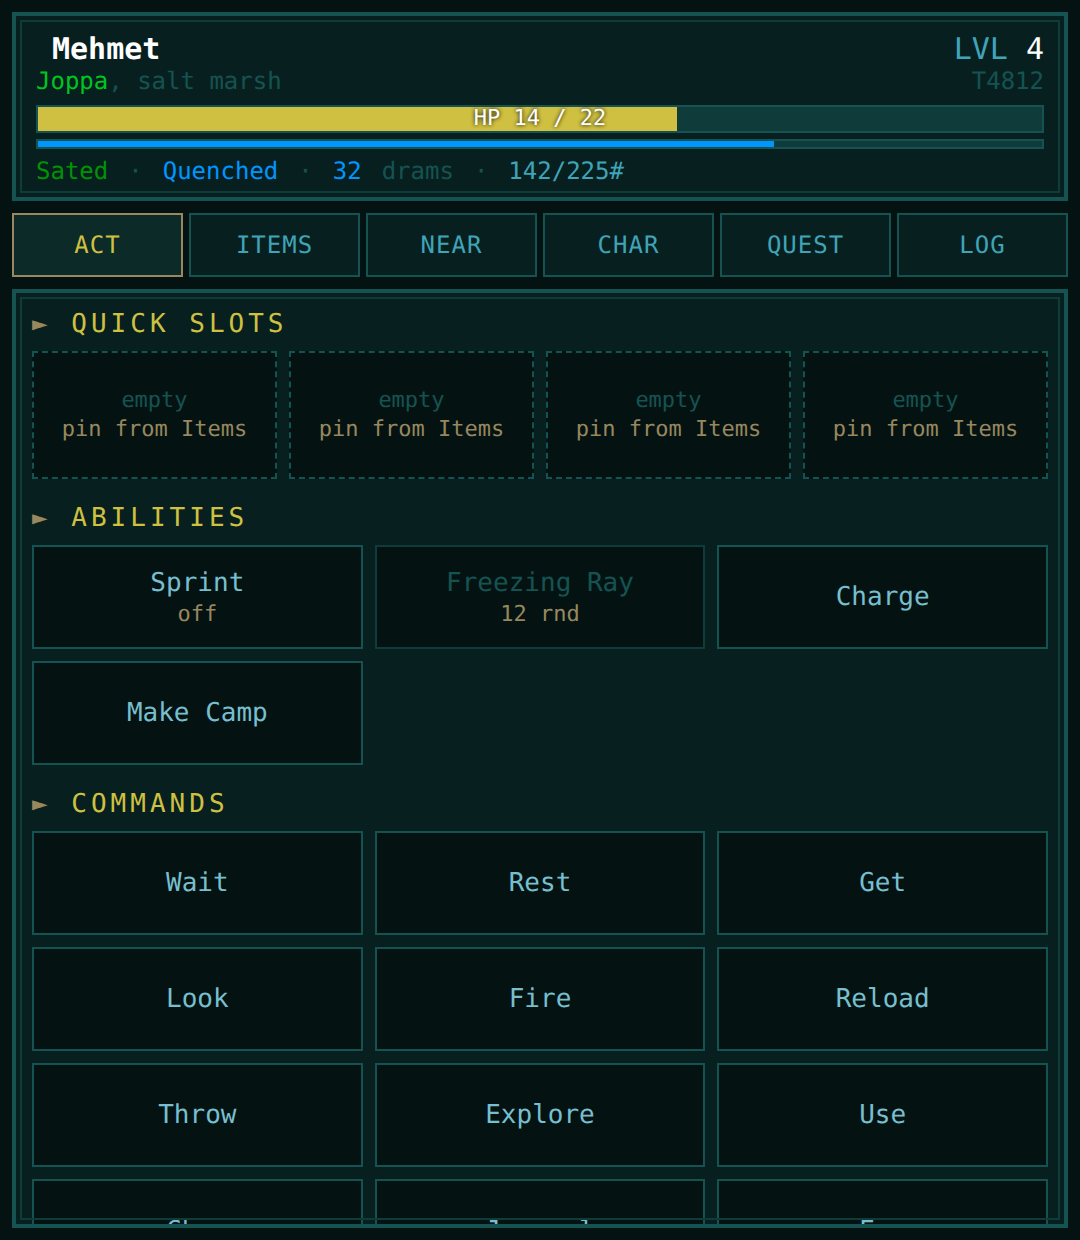 Mehmet LVL 4
Joppa, salt marsh T4812
HP 14 / 22
Sated · Quenched · 32 drams · 142/225#
ACT ITEMS NEAR CHAR QUEST LOG
► QUICK SLOTS
empty empty empty empty
pin from Items pin from Items pin from Items pin from Items
► ABILITIES
Sprint Freezing Ray Charge
off 12 rnd
Make Camp
► COMMANDS
Wait Rest Get
Look Fire Reload
Throw Explore Use